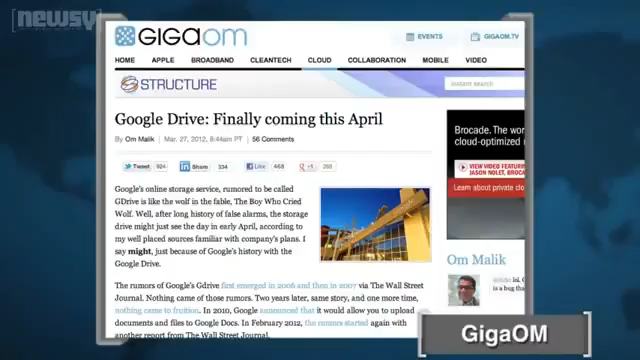 [newsy]
GIGAOM
EVENTS
GIGAOM.TV
HOME APPLE BROADBAND CLEANTECH CLOUD COLLABORATION MOBILE VIDEO
STRUCTURE
instant search
Google Drive: Finally coming this April
By Om Malik Mar. 27, 2012, 8:44am PT 56 Comments
Tweet 924 Share 334 Like 468 +1 268
Google's online storage service, rumored to be called
GDrive is like the wolf in the fable, The Boy Who Cried
Wolf. Well, after long history of false alarms, the storage
drive might just see the day in early April, according to
my well placed sources familiar with company's plans. I
say might, just because of Google's history with the
Google Drive.
The rumors of Google's Gdrive first emerged in 2006 and then in 2007 via The Wall Street
Journal. Nothing came of those rumors. Two years later, same story, and one more time,
nothing came to fruition. In 2010, Google announced that it would allow you to upload
documents and files to Google Docs. In February 2012, the rumors started again with
another report from The Wall Street Journal.
Brocade. The wor
cloud-optimized n
VIEW VIDEO FEATURING
JASON NOLET, BROCA
Learn about private clo
Om Malik
lol.
is a bug tha
GigaOM